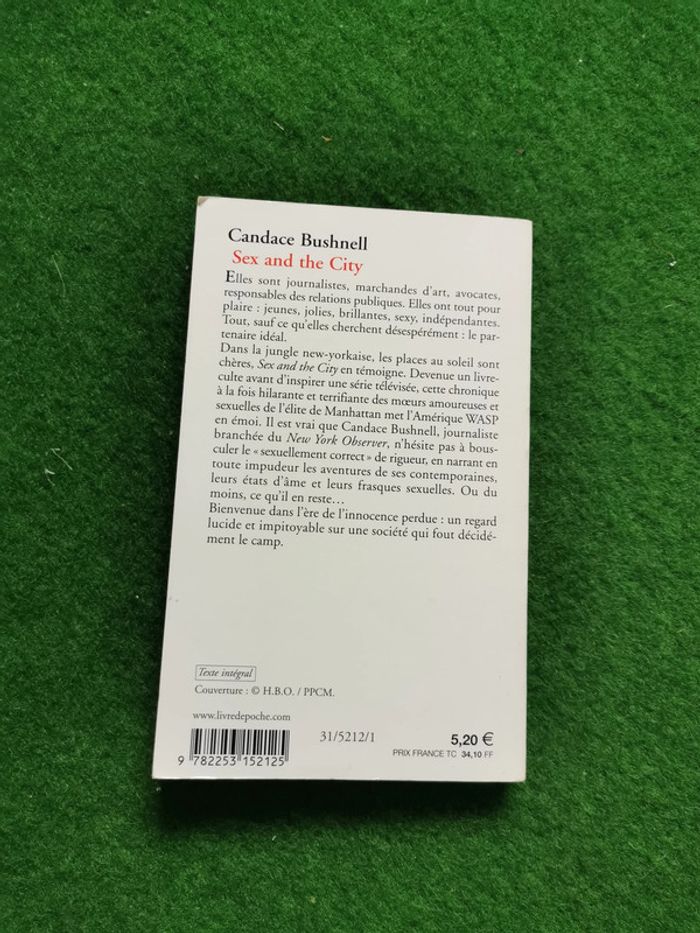 Candace Bushnell
Sex and the City
Elles sont journalistes, marchandes d'art, avocates,
responsables des relations publiques. Elles ont tout pour
plaire : jeunes, jolies, brillantes, sexy, indépendantes.
Tout, sauf ce qu'elles cherchent désespérément : le par-
tenaire idéal.
Dans la jungle new-yorkaise, les places au soleil sont
chères, Sex and the City en témoigne. Devenue un livre-
culte avant d'inspirer une série télévisée, cette chronique
à la fois hilarante et terrifiante des mœurs amoureuses et
sexuelles de l'élite de Manhattan met l'Amérique WASP
en émoi. Il est vrai que Candace Bushnell, journaliste
branchée du New York Observer, n'hésite pas à bous-
culer le « sexuellement correct » de rigueur, en narrant en
toute impudeur les aventures de ses contemporaines,
leurs états d'âme et leurs frasques sexuelles. Ou du
moins, ce qu'il en reste…
Bienvenue dans l'ère de l'innocence perdue : un regard
lucide et impitoyable sur une société qui fout décidé-
ment le camp.
Texte intégral
Couverture : © H.B.O. / PPCM.
www.livredepoche.com
31/5212/1
5,20 €
PRIX FRANCE TC 34,10 FF
9 782253 152125